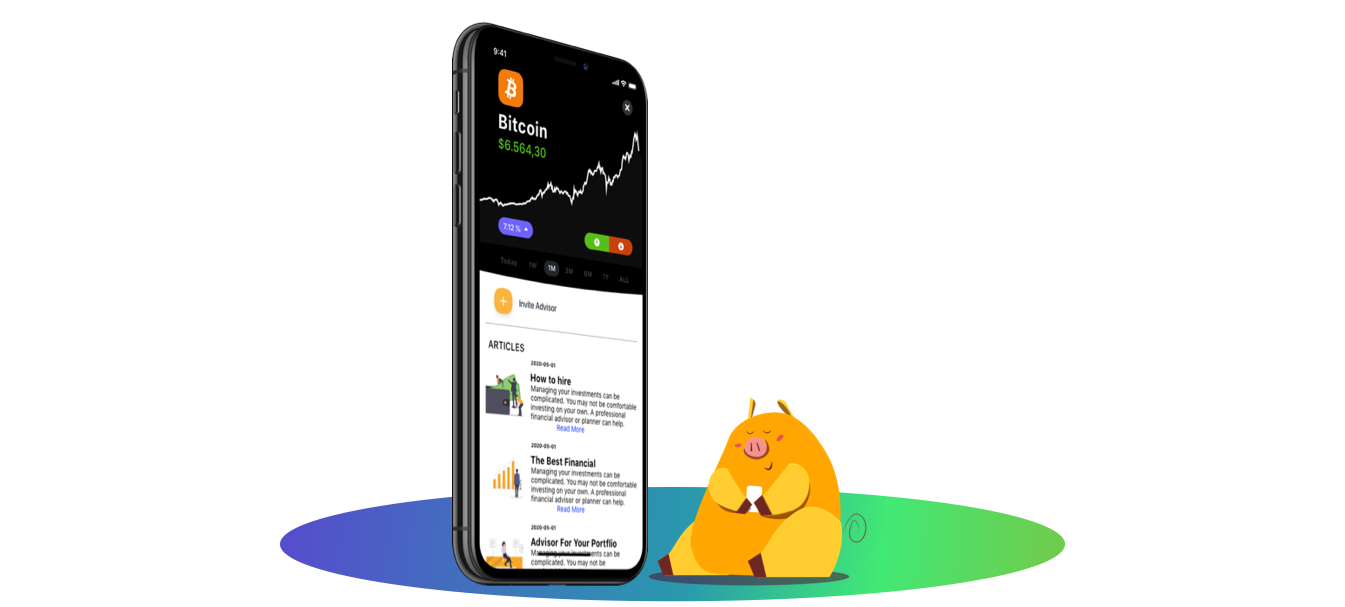 9:41
Bitcoin
$6.564,30
7.12 %
Today 1W 1M 3M 6M 1Y ALL
Invite Advisor
ARTICLES
2020-05-01
How to hire
Managing your investments can be
complicated. You may not be comfortable
investing on your own. A professional
financial advisor or planner can help.
Read More
2020-05-01
The Best Financial
Managing your investments can be
complicated. You may not be comfortable
investing on your own. A professional
financial advisor or planner can help.
Read More
2020-05-01
Advisor For Your Portflio
Managing your investments can be
complicated. You may not be